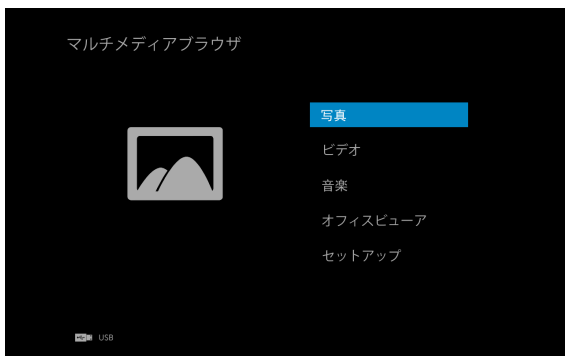 マルチメディアブラウザ
写真
ビデオ
音楽
オフィスビューア
セットアップ
USB